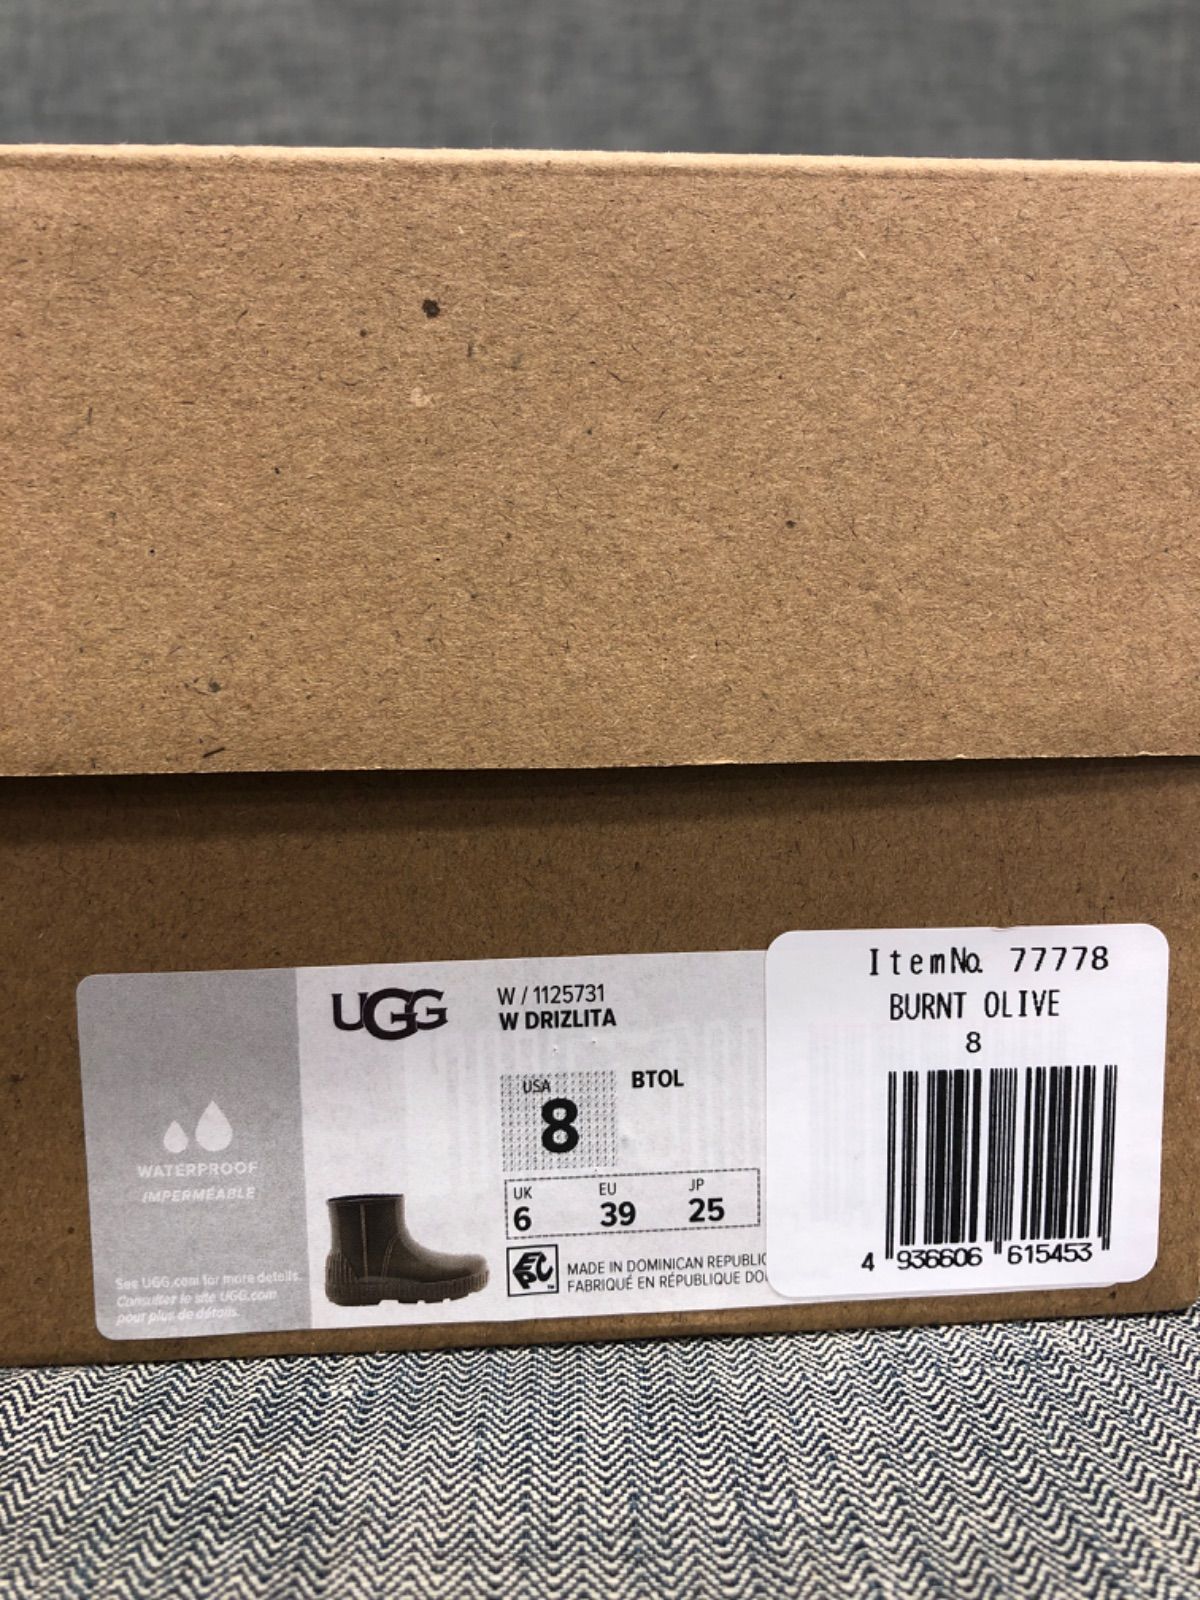 UGG
W / 1125731
W DRIZLITA
USA
8
BTOL
UK
6
EU
39
JP
25
EPC
MADE IN DOMINICAN REPUBLIC
FABRIQUÉ EN RÉPUBLIQUE DO
WATERPROOF
IMPERMÉABLE
See UGG.com for more details.
Consultez le site UGG.com
pour plus de détails.
ItemNo. 77778
BURNT OLIVE
8
4 936606 615453